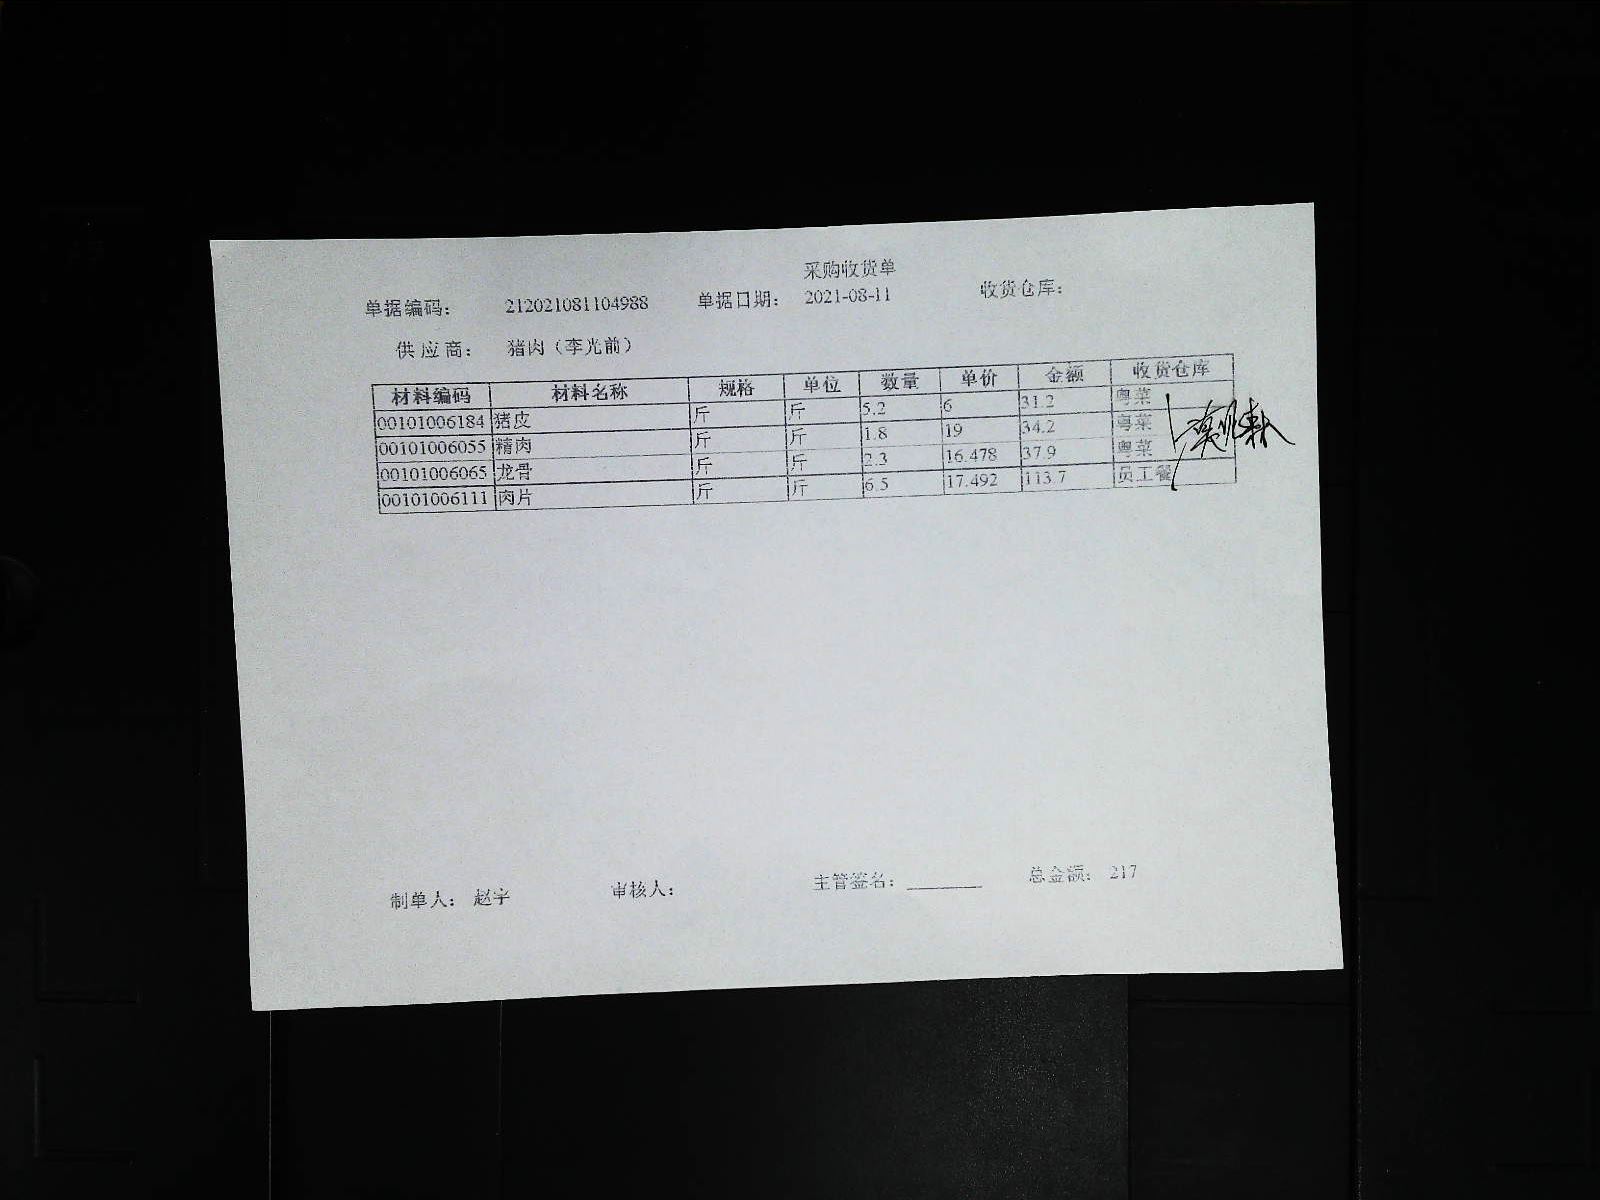 采购收货单
单据编码： 212021081104988 单据日期： 2021-08-11 收货仓库：
供应商： 猪肉（李光前）
材料编码 材料名称 规格 单位 数量 单价 金额 收货仓库
00101006184 猪皮 斤 斤 5.2 6 31.2 粤菜
00101006055 精肉 斤 斤 1.8 19 34.2 粤菜
00101006065 龙骨 斤 斤 2.3 16.478 37.9 粤菜
00101006111 肉片 斤 斤 6.5 17.492 113.7 员工餐
制单人： 赵宇 审核人： 主管签名： 总金额： 217